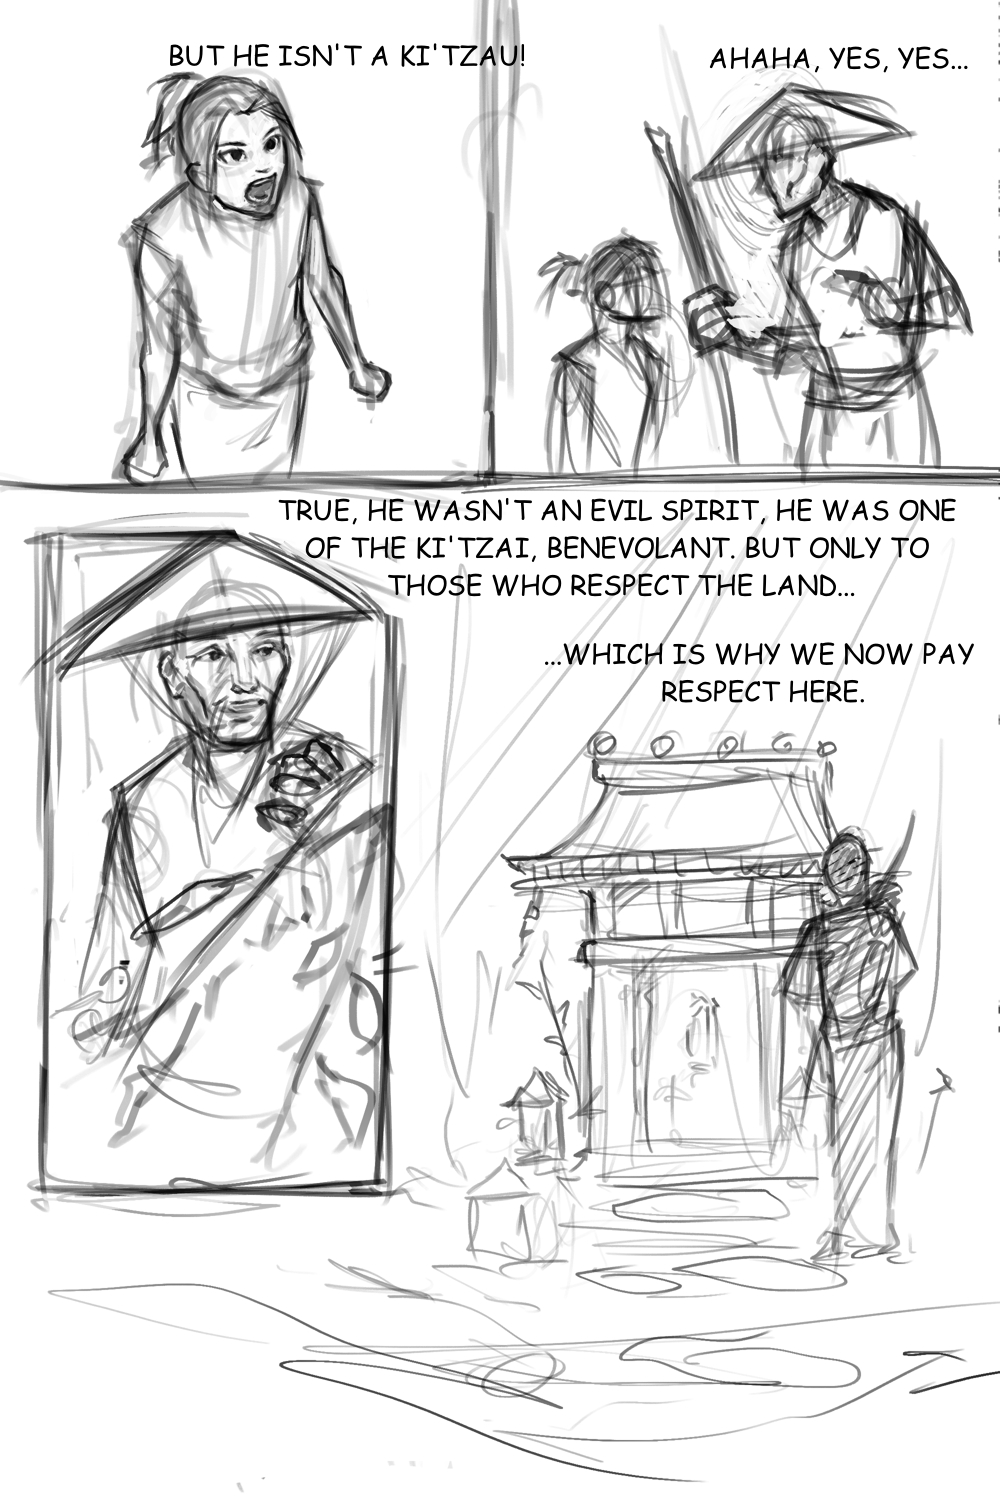 BUT HE ISN'T A KI'TZAU!
AHAHA, YES, YES...
TRUE, HE WASN'T AN EVIL SPIRIT, HE WAS ONE
OF THE KI'TZAI, BENEVOLANT. BUT ONLY TO
THOSE WHO RESPECT THE LAND...
...WHICH IS WHY WE NOW PAY
RESPECT HERE.